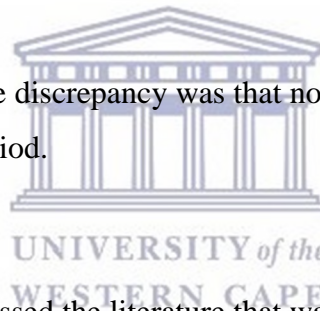 e discrepancy was that no
iod.
UNIVERSITY of the
WESTERN CAPE
ssed the literature that wa